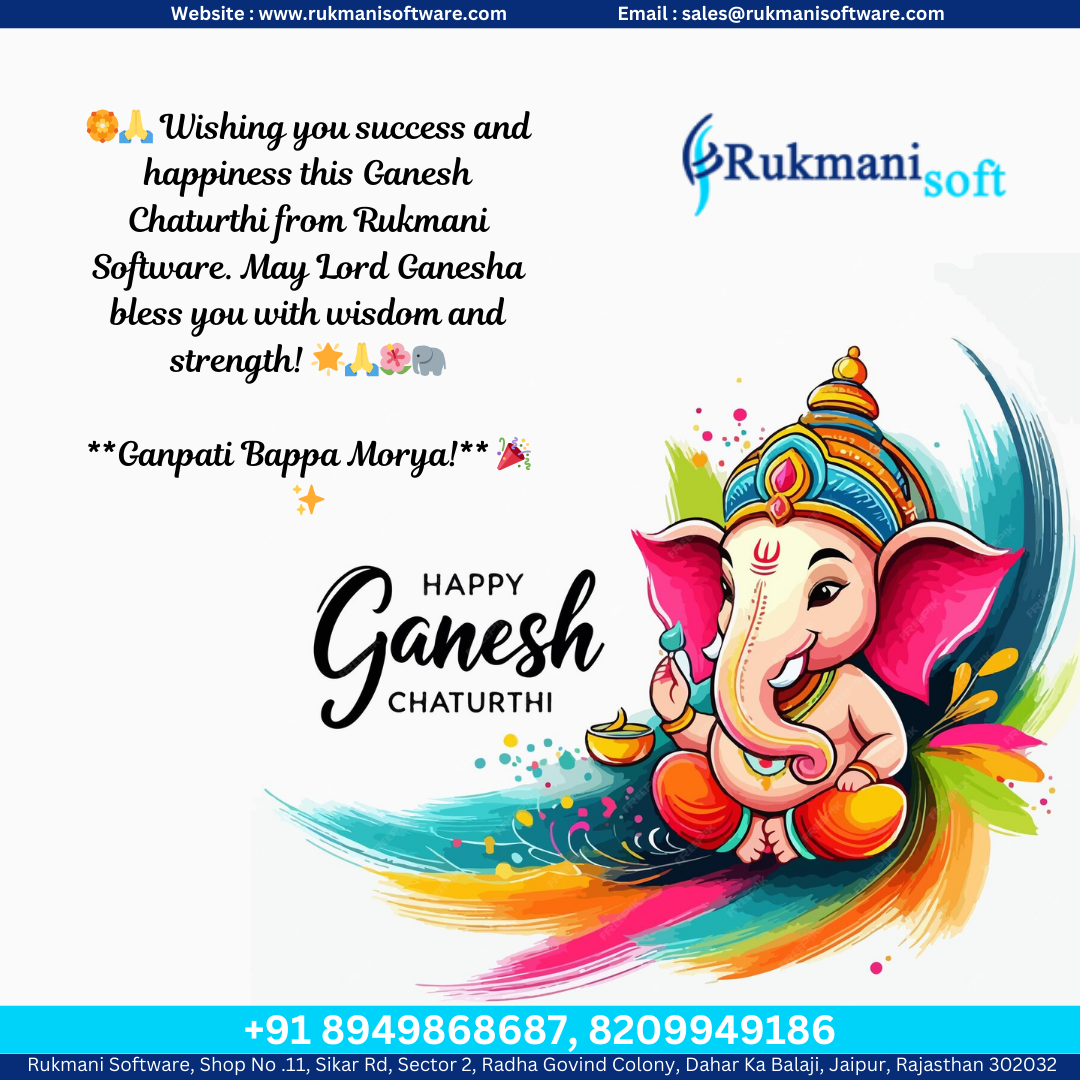 Website : www.rukmanisoftware.com Email : sales@rukmanisoftware.com
🏵️🙏 Wishing you success and
happiness this Ganesh
Chaturthi from Rukmani
Software. May Lord Ganesha
bless you with wisdom and
strength! 🌟🙏🌺🐘
**Ganpati Bappa Morya!** 🎉
✨
Rukmani
soft
HAPPY
Ganesh
CHATURTHI
+91 8949868687, 8209949186
Rukmani Software, Shop No .11, Sikar Rd, Sector 2, Radha Govind Colony, Dahar Ka Balaji, Jaipur, Rajasthan 302032